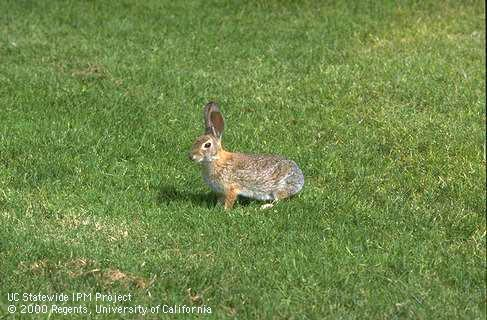 UC Statewide IPM Project
© 2000 Regents, University of California